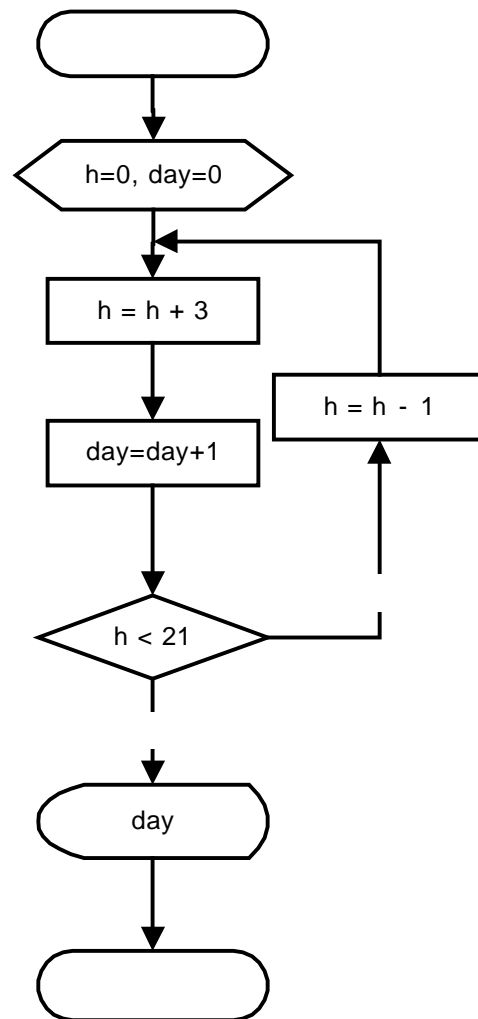 h=0, day=0
h = h + 3
h = h - 1
day=day+1
h < 21
day